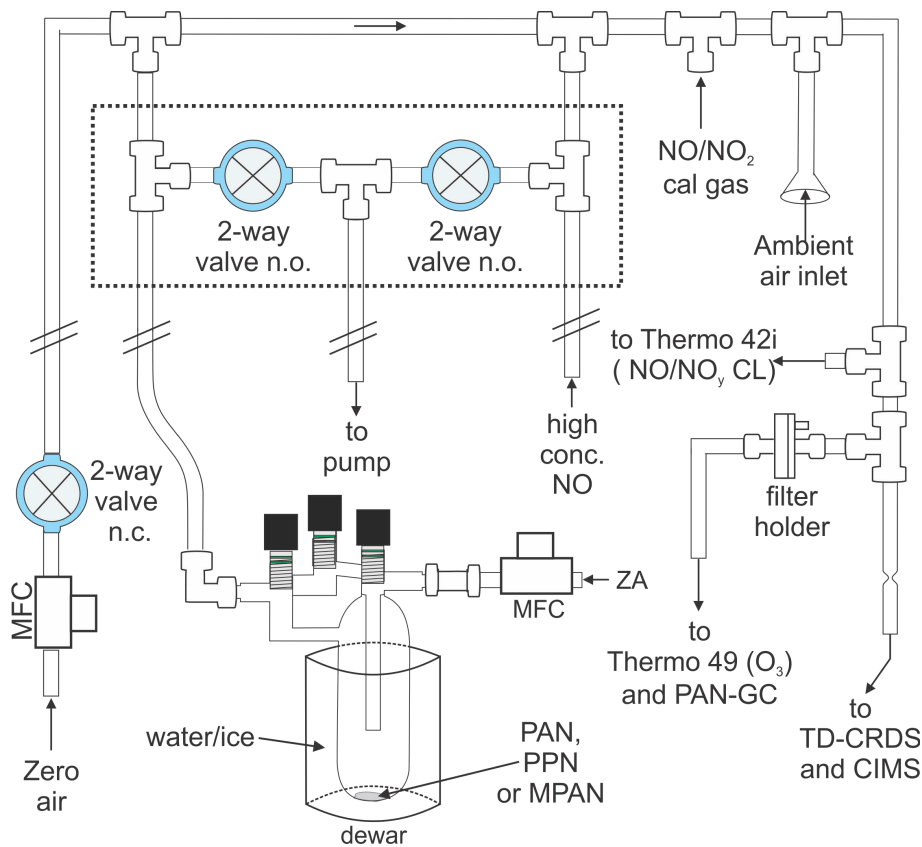 NO/NO2
cal gas
2-way
valve n.o.
2-way
valve n.o.
Ambient
air inlet
to Thermo 42i
( NO/NOy CL)
to
pump
high
conc.
NO
2-way
valve
n.c.
filter
holder
MFC
ZA
MFC
to
Thermo 49 (O3)
and PAN-GC
to
TD-CRDS
and CIMS
water/ice
PAN,
PPN
or MPAN
Zero
air
dewar